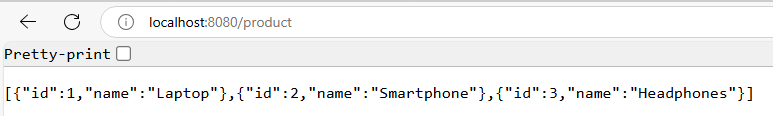 localhost:8080/product
Pretty-print
[{"id":1,"name":"Laptop"},{"id":2,"name":"Smartphone"},{"id":3,"name":"Headphones"}]